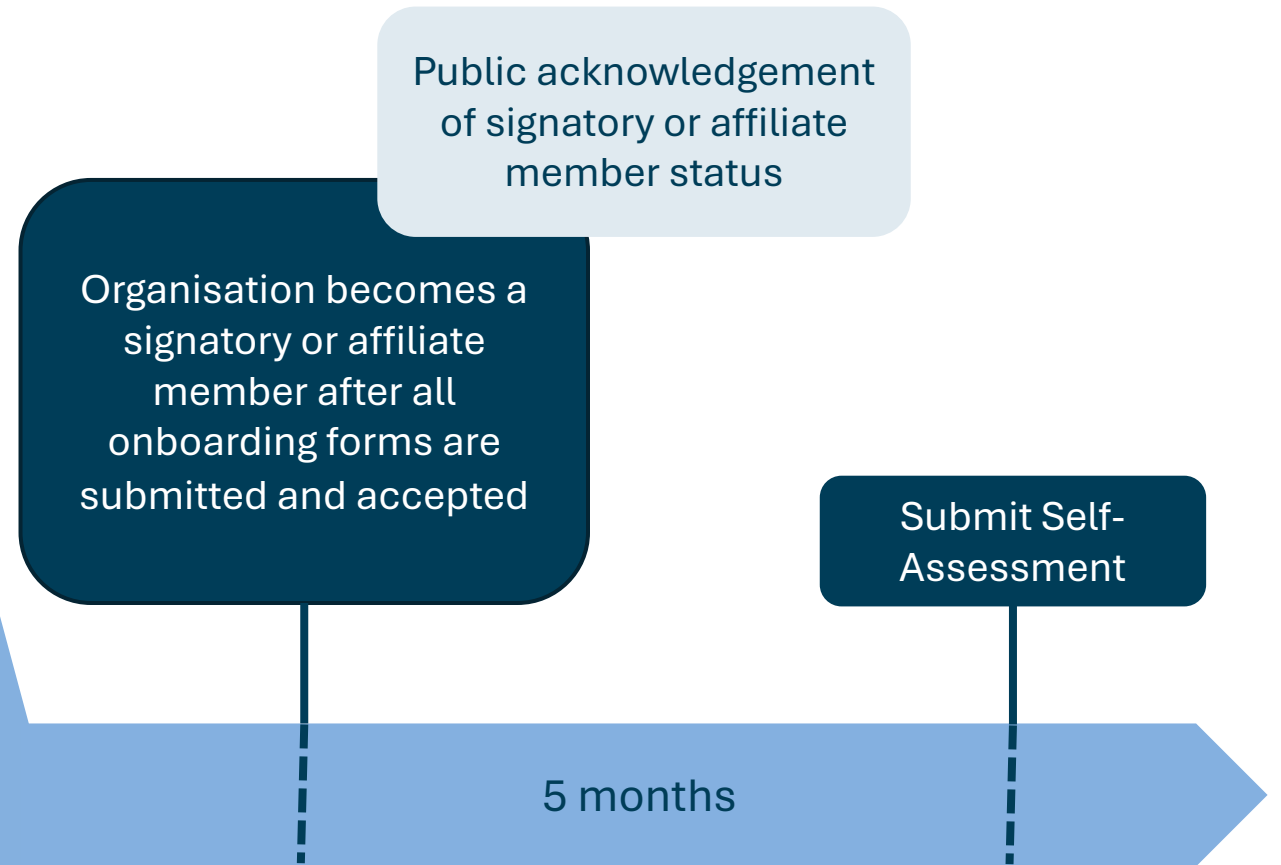 Public acknowledgement
of signatory or affiliate
member status
Organisation becomes a
signatory or affiliate
member after all
onboarding forms are
submitted and accepted
Submit Self-
Assessment
5 months